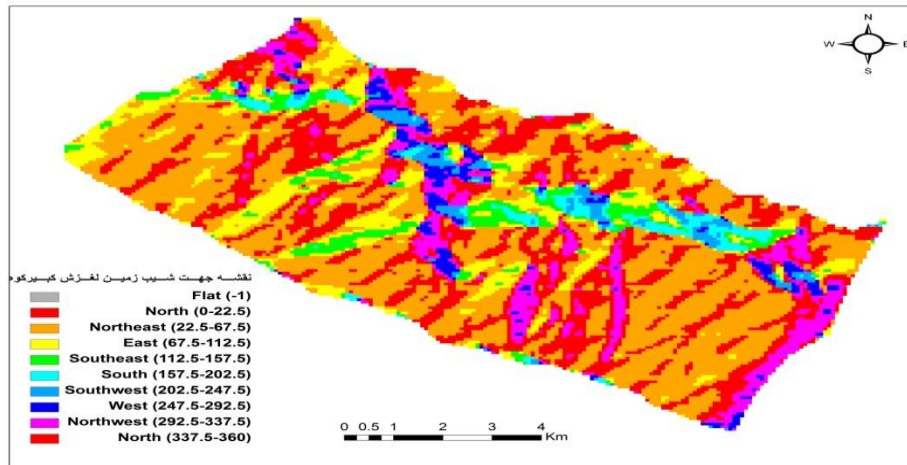 N
W E
S
نقشه جهت شیب زمین لغزش کبیرکوه
Flat (-1)
North (0-22.5)
Northeast (22.5-67.5)
East (67.5-112.5)
Southeast (112.5-157.5)
South (157.5-202.5)
Southwest (202.5-247.5)
West (247.5-292.5)
Northwest (292.5-337.5)
North (337.5-360)
0 0.5 1 2 3 4
Km